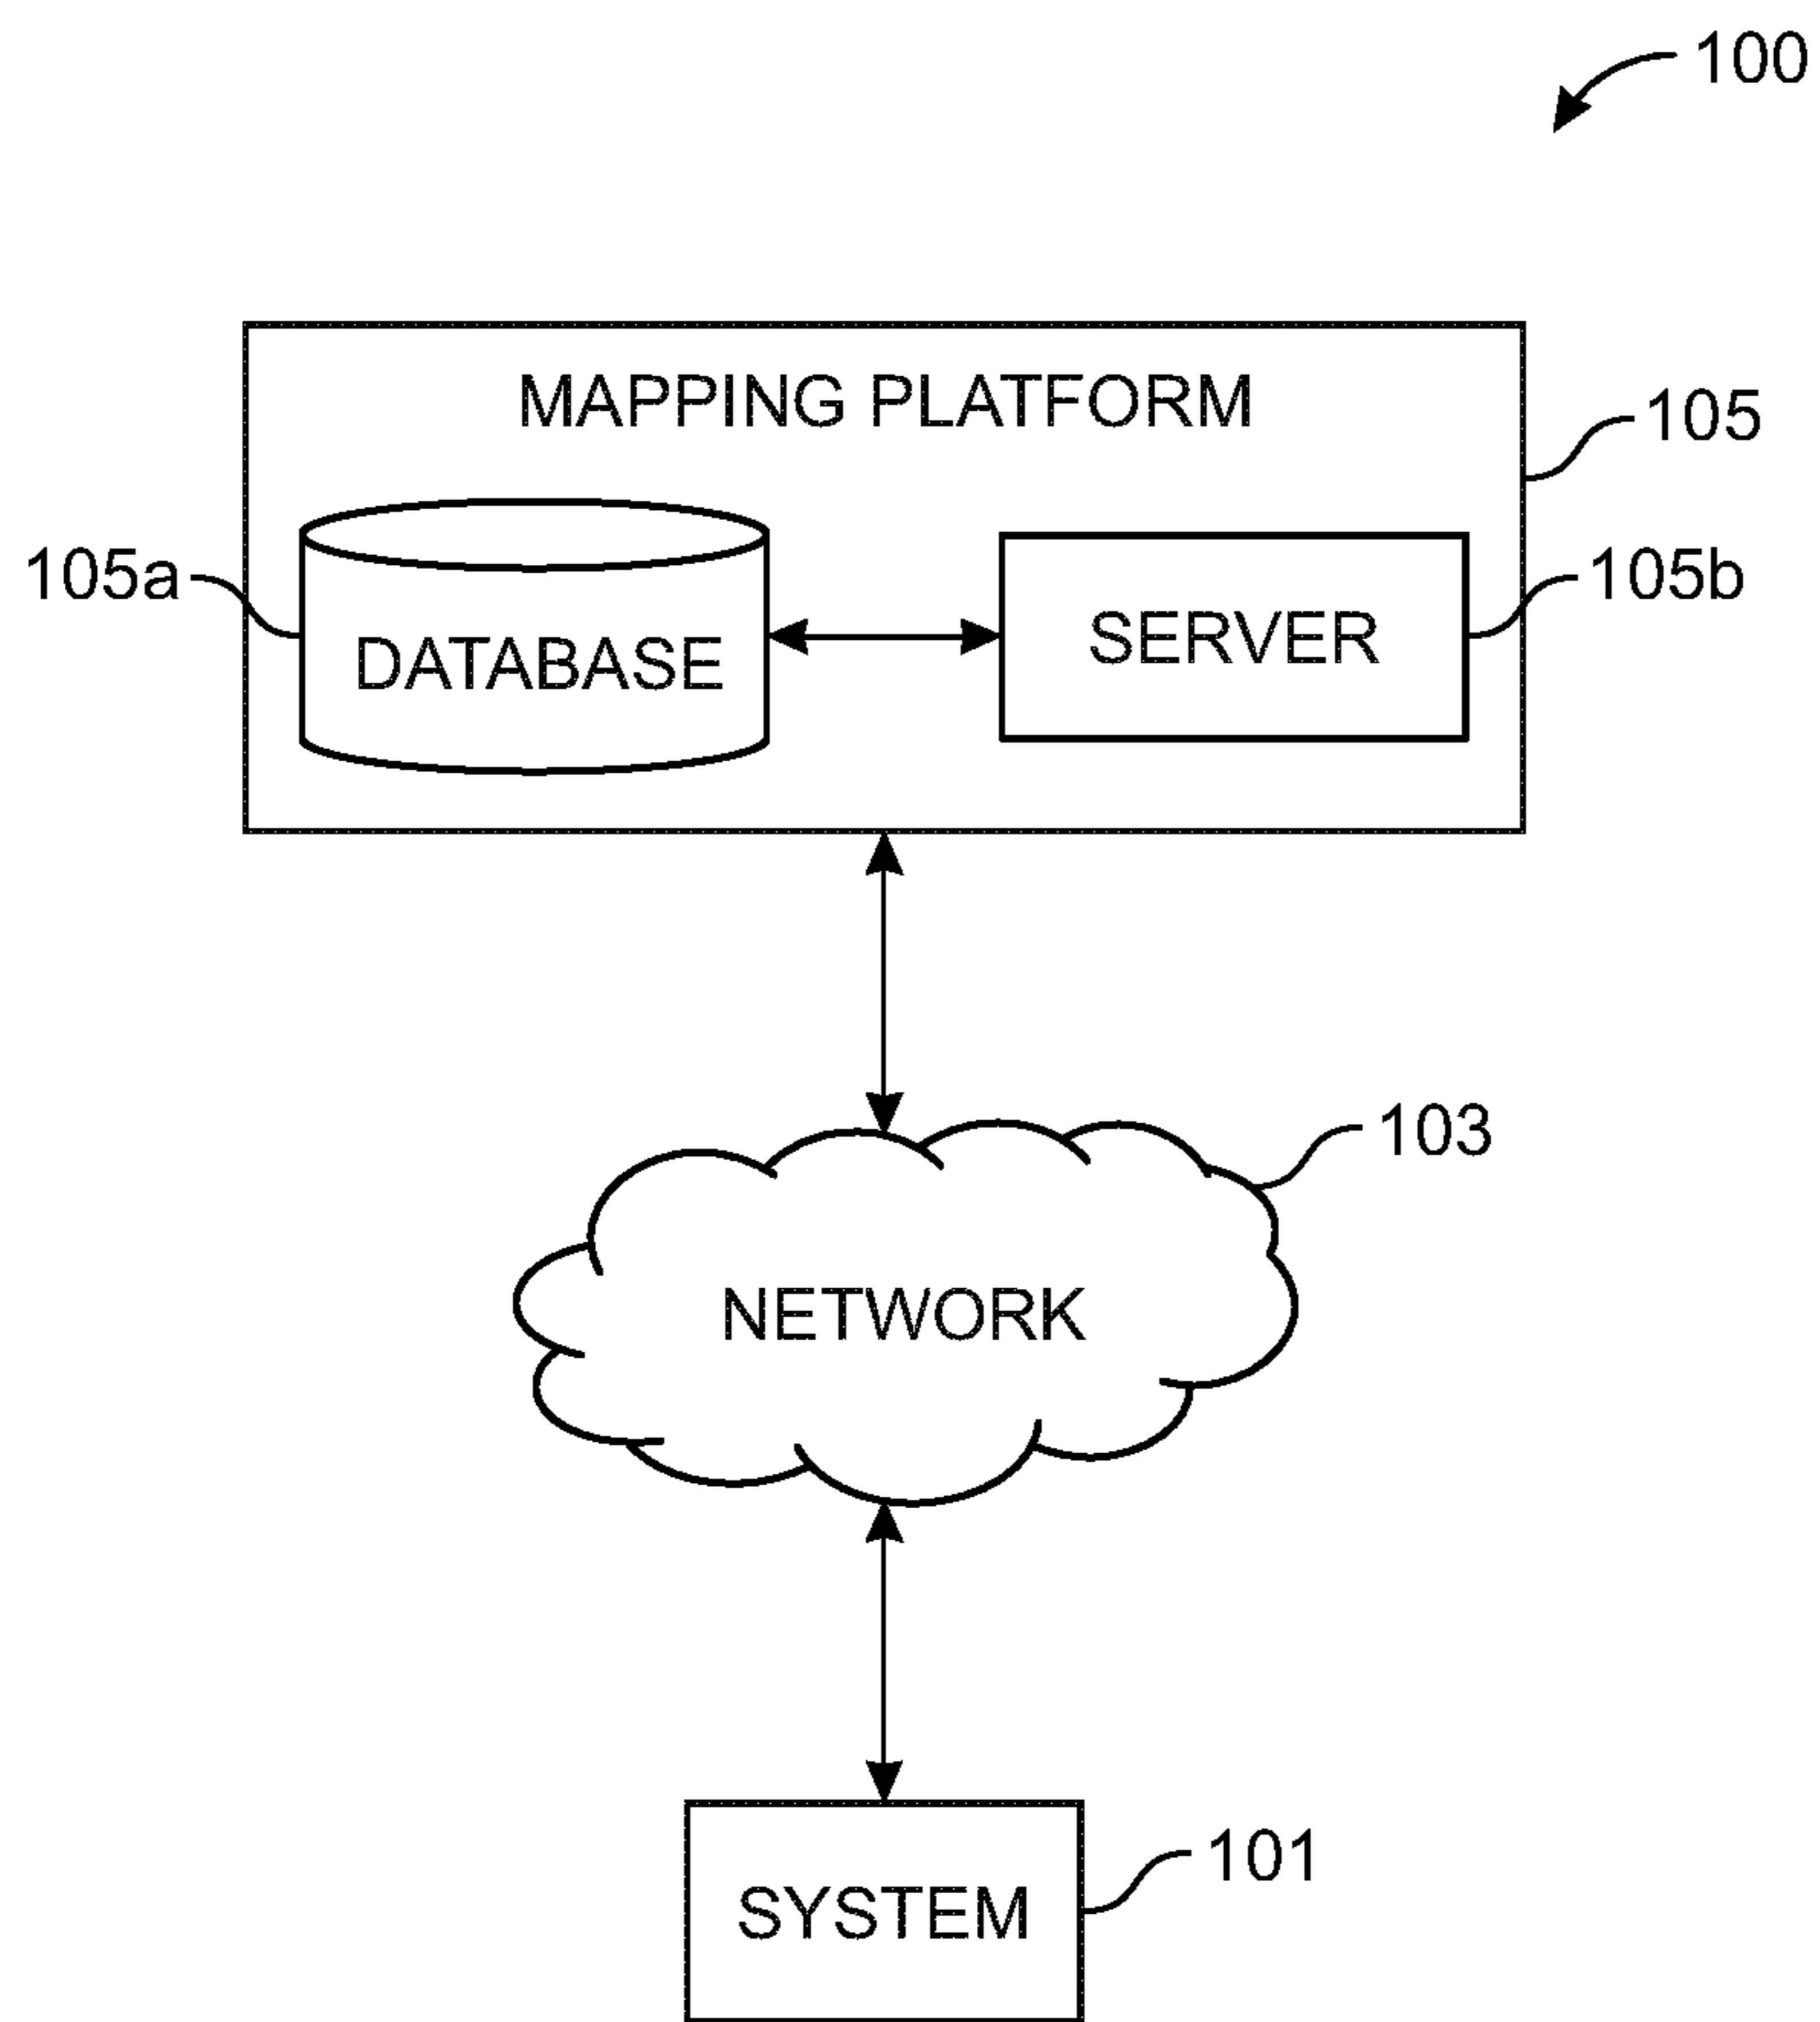 100
MAPPING PLATFORM
105
105a
DATABASE
SERVER
105b
103
NETWORK
101
SYSTEM